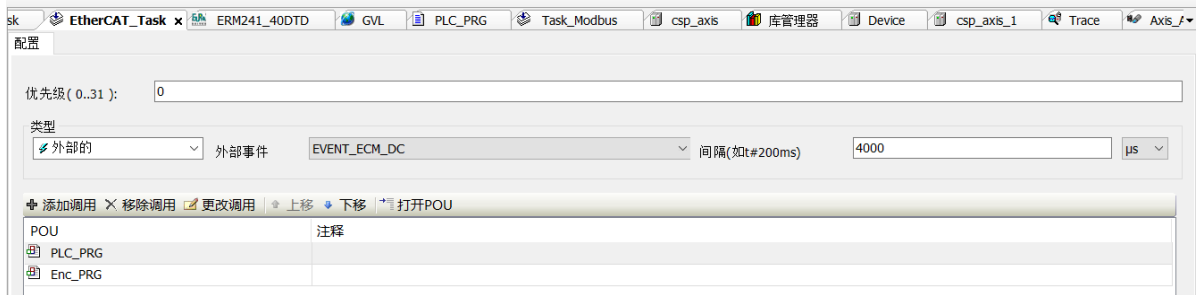 sk EtherCAT_Task x ERM241_40DTD GVL PLC_PRG Task_Modbus csp_axis 库管理器 Device csp_axis_1 Trace
配置
优先级( 0..31 ): 0
类型
外部的 外部事件 EVENT_ECM_DC 间隔(如t#200ms) 4000 µs
添加调用 移除调用 更改调用 上移 下移 打开POU
POU 注释
PLC_PRG
Enc_PRG